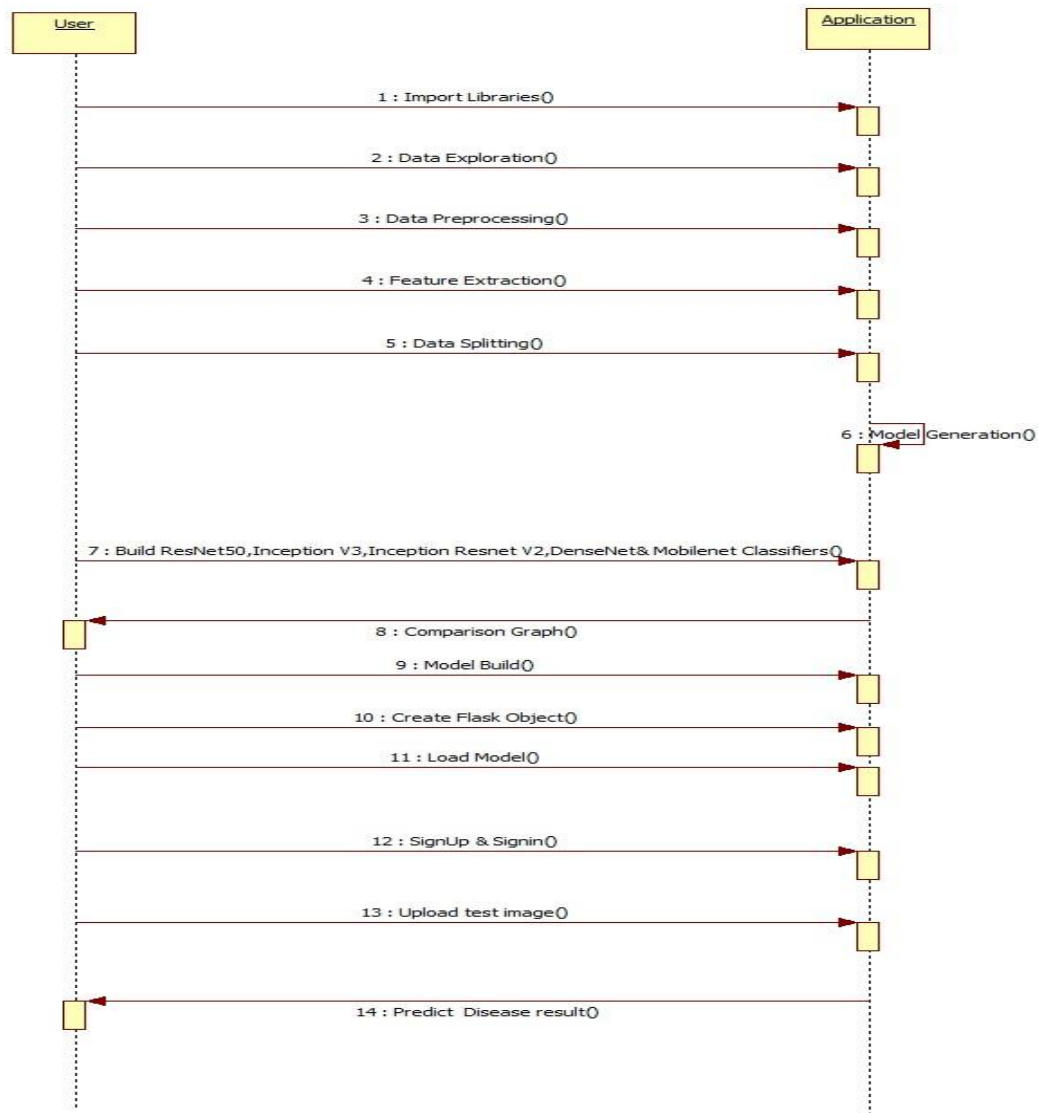 User
Application
1 : Import Libraries()
2 : Data Exploration()
3 : Data Preprocessing()
4 : Feature Extraction()
5 : Data Splitting()
6 : Model Generation()
7 : Build ResNet50,Inception V3,Inception Resnet V2,DenseNet& Mobilenet Classifiers()
8 : Comparison Graph()
9 : Model Build()
10 : Create Flask Object()
11 : Load Model()
12 : SignUp & Signin()
13 : Upload test image()
14 : Predict  Disease result()